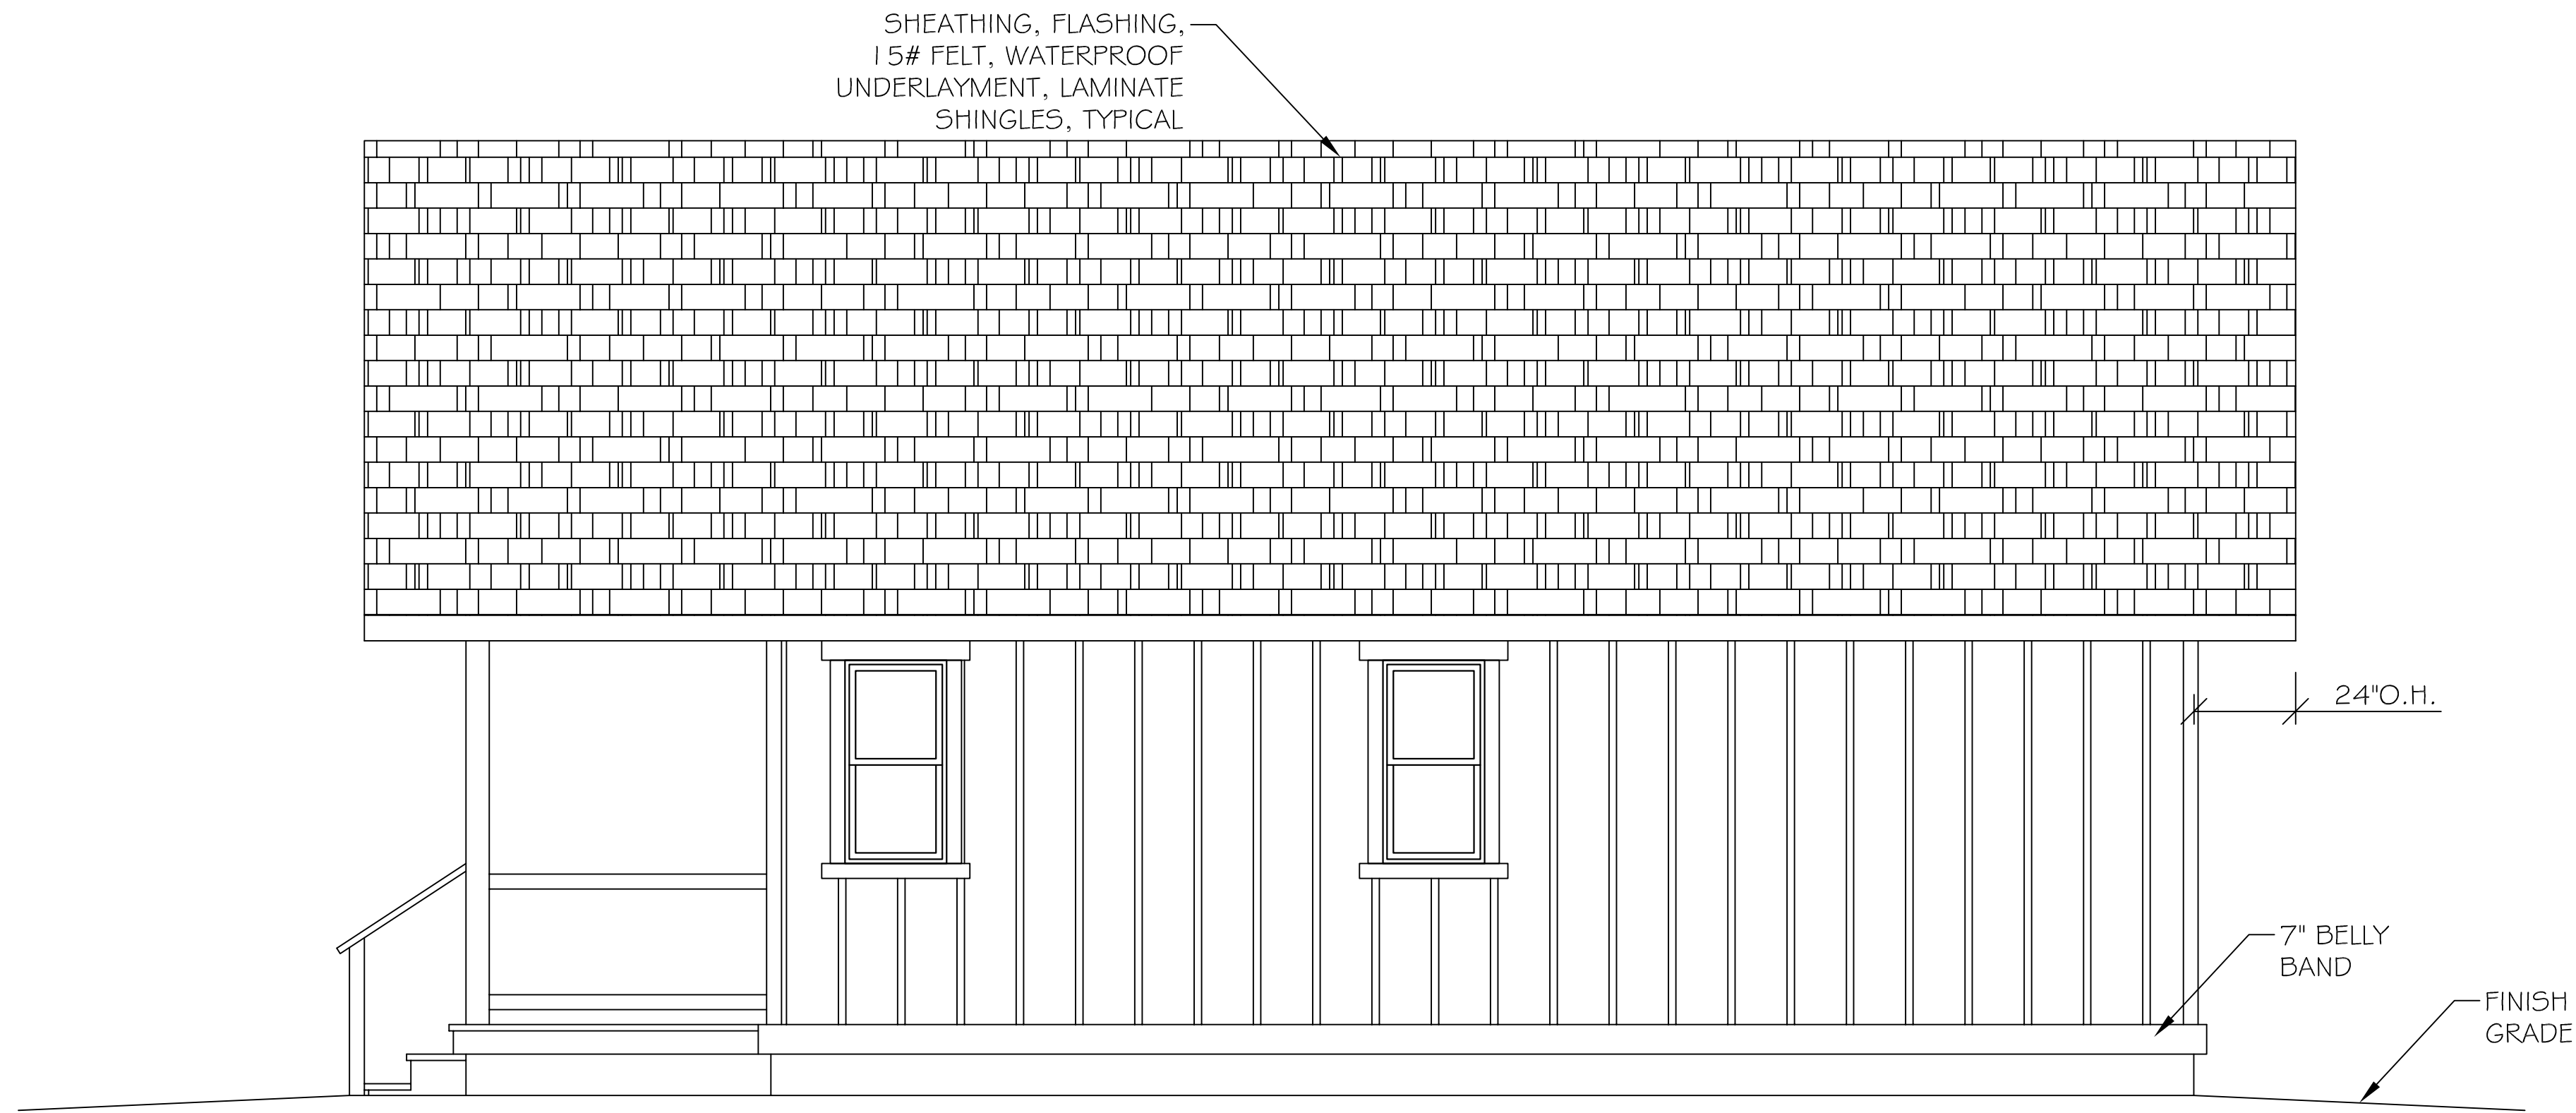 SHEATHING, FLASHING,
15# FELT, WATERPROOF
UNDERLAYMENT, LAMINATE
SHINGLES, TYPICAL
24"O.H.
7" BELLY
BAND
FINISH
GRADE